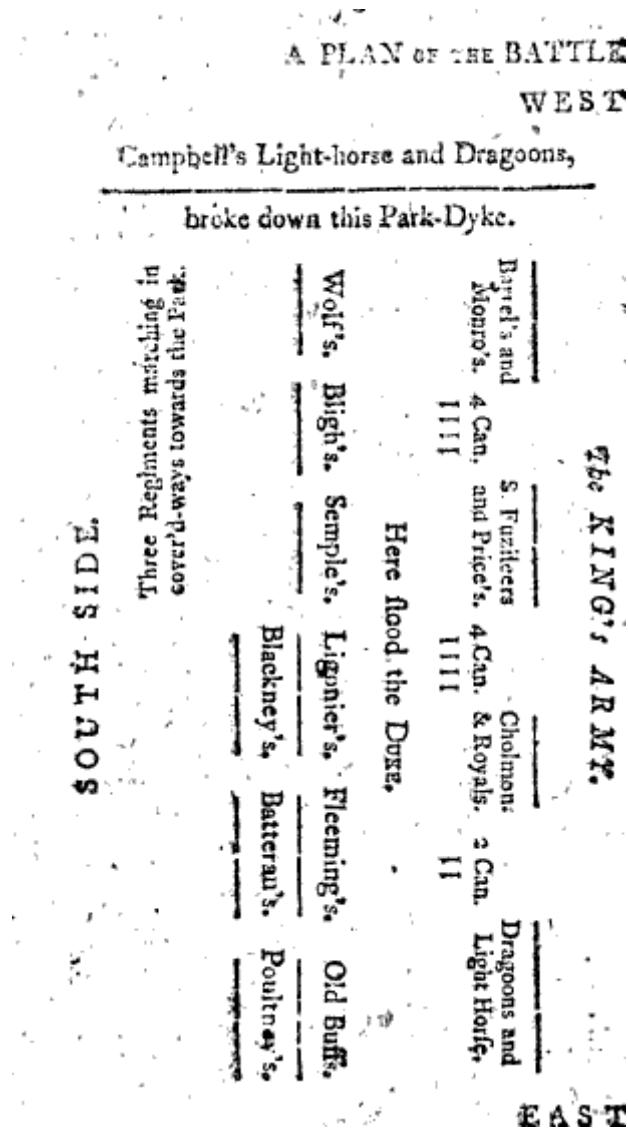 A PLAN OF THE BATTLE
WEST
Campbell's Light-horse and Dragoons,
broke down this Park-Dyke.
The KING's ARMY.
Barrel's and
Monro's.
4 Can.
S. Fuzileers
and Price's.
4 Can.
Cholmon:
& Royals.
2 Can.
Dragoons and
Light Horſe.
Here ſtood the DUKE.
Wolf's.
Bligh's.
Semple's.
Ligonier's.
Fleeming's.
Old Buffs.
Blackney's.
Batterau's.
Poultney's.
Three Regiments marching in
cover'd-ways towards the Park.
SOUTH SIDE
EAST